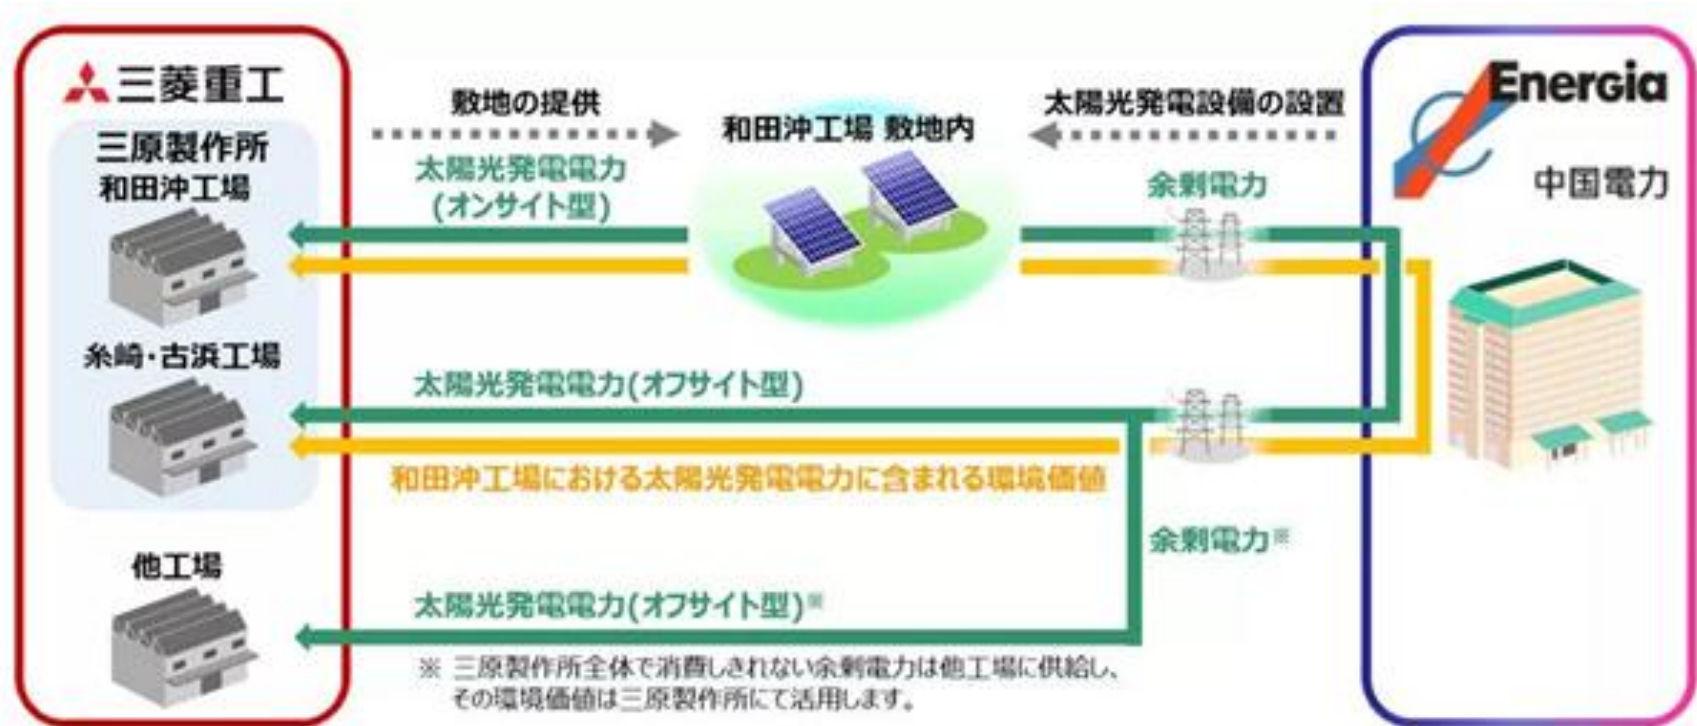 三菱重工
三原製作所
和田沖工場
糸崎・古浜工場
他工場
敷地の提供
太陽光発電電力
(オンサイト型)
和田沖工場 敷地内
太陽光発電設備の設置
余剰電力
Energia
中国電力
太陽光発電電力(オフサイト型)
和田沖工場における太陽光発電電力に含まれる環境価値
余剰電力※
太陽光発電電力(オフサイト型)※
※ 三原製作所全体で消費しきれない余剰電力は他工場に供給し、
その環境価値は三原製作所にて活用します。